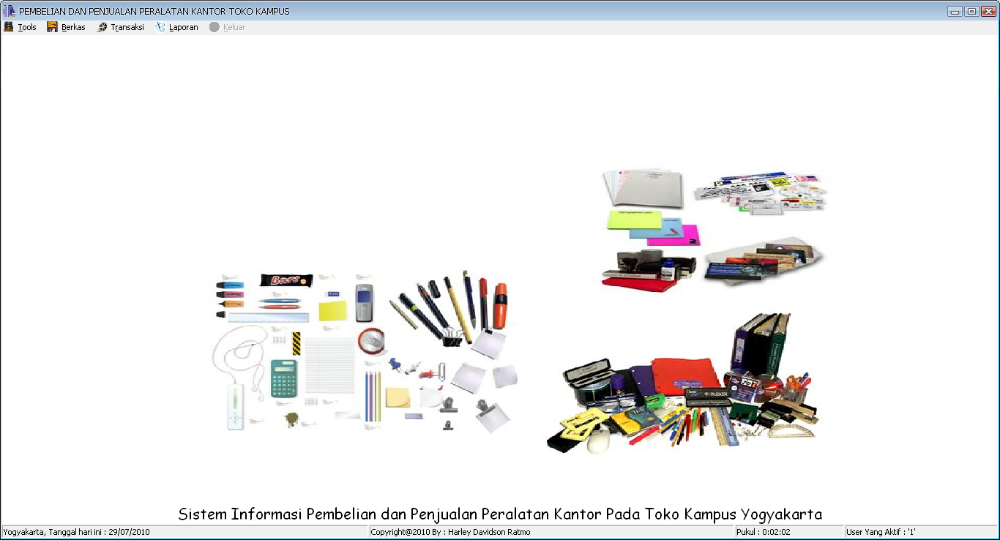 PEMBELIAN DAN PENJUALAN PERALATAN KANTOR TOKO KAMPUS
Tools Berkas Transaksi Laporan Keluar
Bars
PARKER
Sistem Informasi Pembelian dan Penjualan Peralatan Kantor Pada Toko Kampus Yogyakarta
Yogyakarta, Tanggal hari ini : 29/07/2010 Copyright@2010 By : Harley Davidson Ratmo Pukul : 0:02:02 User Yang Aktif : '1'